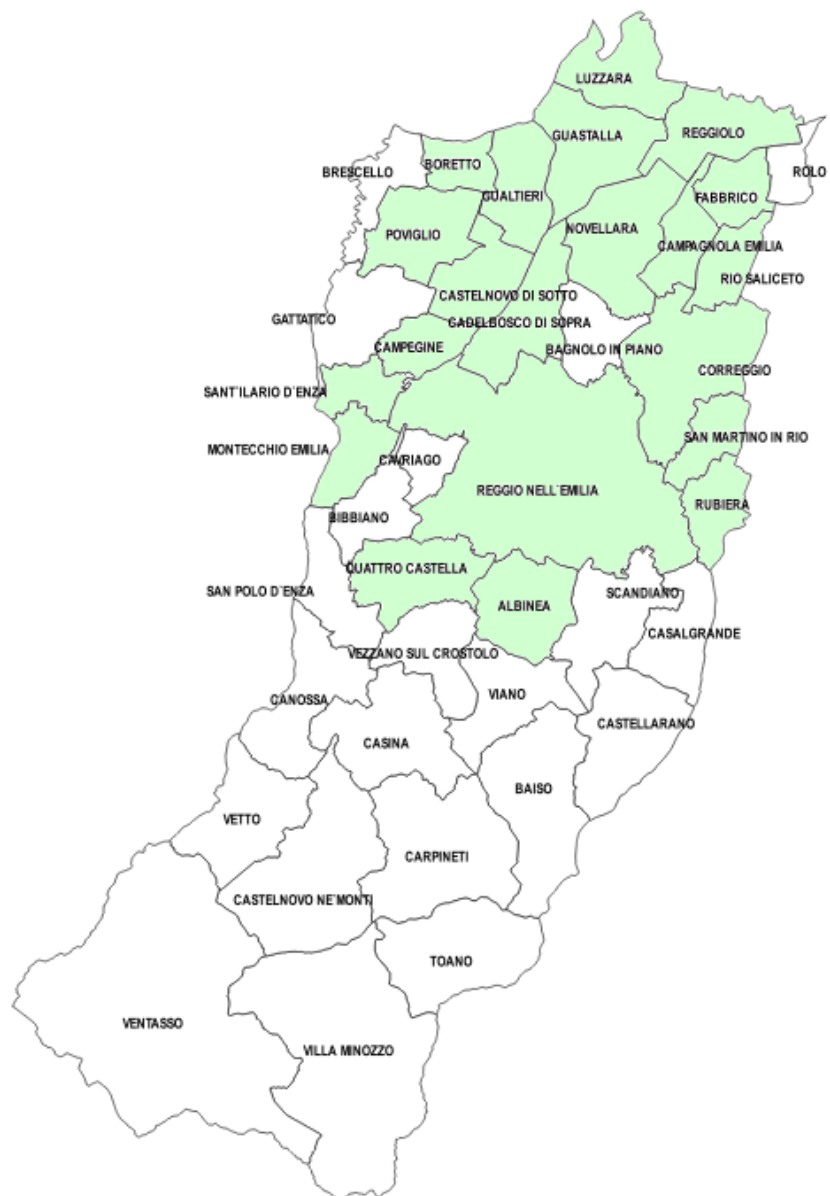 LUZZARA
GUASTALLA
REGGIOLO
BRESCELLO
BORETTO
ROLO
GUALTIERI
FABBRICO
POVIGLIO
NOVELLARA
CAMPAGNOLA EMILIA
RIO SALICETO
CASTELNOVO DI SOTTO
GATTATICO
CADELBOSCO DI SOPRA
CAMPEGINE
BAGNOLO IN PIANO
CORREGGIO
SANT'ILARIO D'ENZA
SAN MARTINO IN RIO
MONTECCHIO EMILIA
CAVRIAGO
REGGIO NELL'EMILIA
RUBIERA
BIBBIANO
QUATTRO CASTELLA
SAN POLO D'ENZA
SCANDIANO
ALBINEA
CASALGRANDE
VEZZANO SUL CROSTOLO
VIANO
CANOSSA
CASTELLARANO
CASINA
BAISO
VETTO
CARPINETI
CASTELNOVO NE'MONTI
TOANO
VENTASSO
VILLA MINOZZO